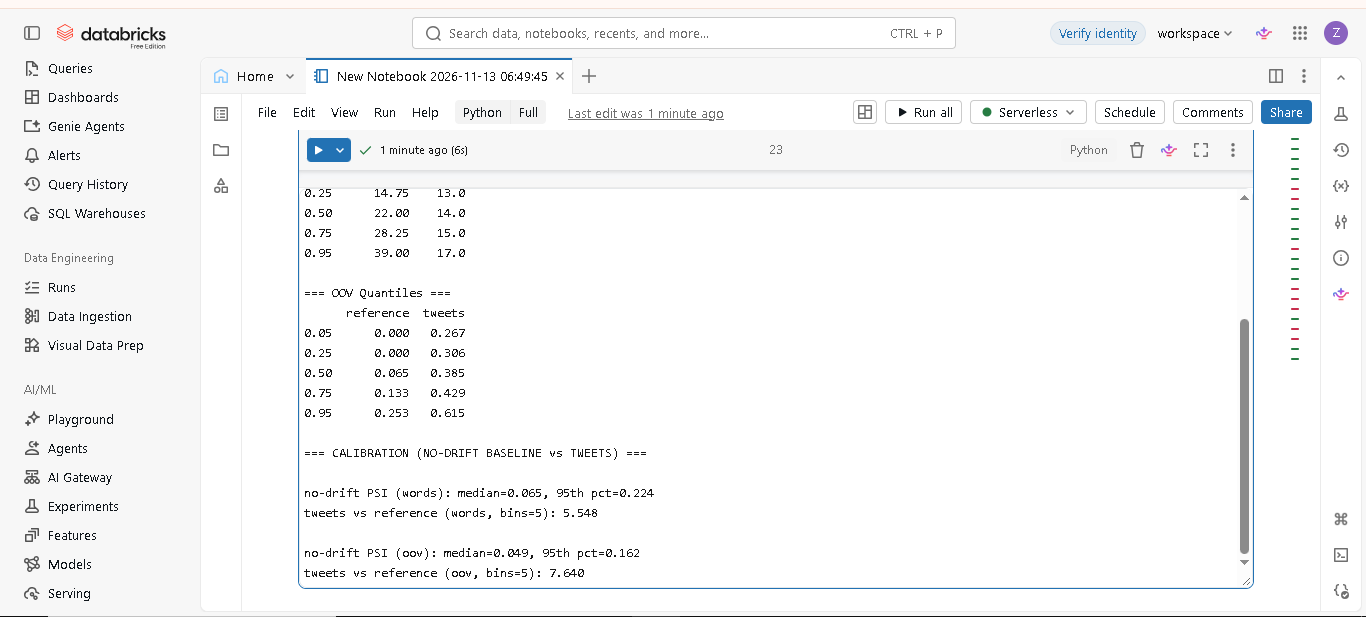 databricks
Free Edition
Search data, notebooks, recents, and more...
CTRL + P
Verify identity
workspace
Z
Queries
Dashboards
Genie Agents
Alerts
Query History
SQL Warehouses
Data Engineering
Runs
Data Ingestion
Visual Data Prep
AI/ML
Playground
Agents
AI Gateway
Experiments
Features
Models
Serving
Home
New Notebook 2026-11-13 06:49:45
File Edit View Run Help Python Full Last edit was 1 minute ago
Run all Serverless Schedule Comments Share
1 minute ago (6s)
23
Python
0.25 14.75 13.0
0.50 22.00 14.0
0.75 28.25 15.0
0.95 39.00 17.0
=== OOV Quantiles ===
reference tweets
0.05 0.000 0.267
0.25 0.000 0.306
0.50 0.065 0.385
0.75 0.133 0.429
0.95 0.253 0.615
=== CALIBRATION (NO-DRIFT BASELINE vs TWEETS) ===
no-drift PSI (words): median=0.065, 95th pct=0.224
tweets vs reference (words, bins=5): 5.548
no-drift PSI (oov): median=0.049, 95th pct=0.162
tweets vs reference (oov, bins=5): 7.640